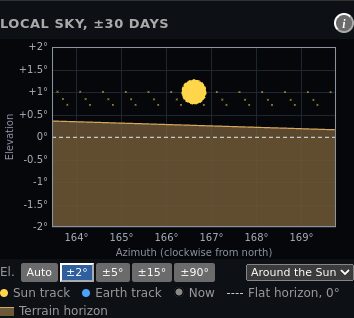 LOCAL SKY, ±30 DAYS
i
+2°
+1.5°
+1°
+0.5°
0°
-0.5°
-1°
-1.5°
-2°
Elevation
164° 165° 166° 167° 168° 169°
Azimuth (clockwise from north)
El. Auto ±2° ±5° ±15° ±90° Around the Sun
Sun track Earth track Now Flat horizon, 0°
Terrain horizon